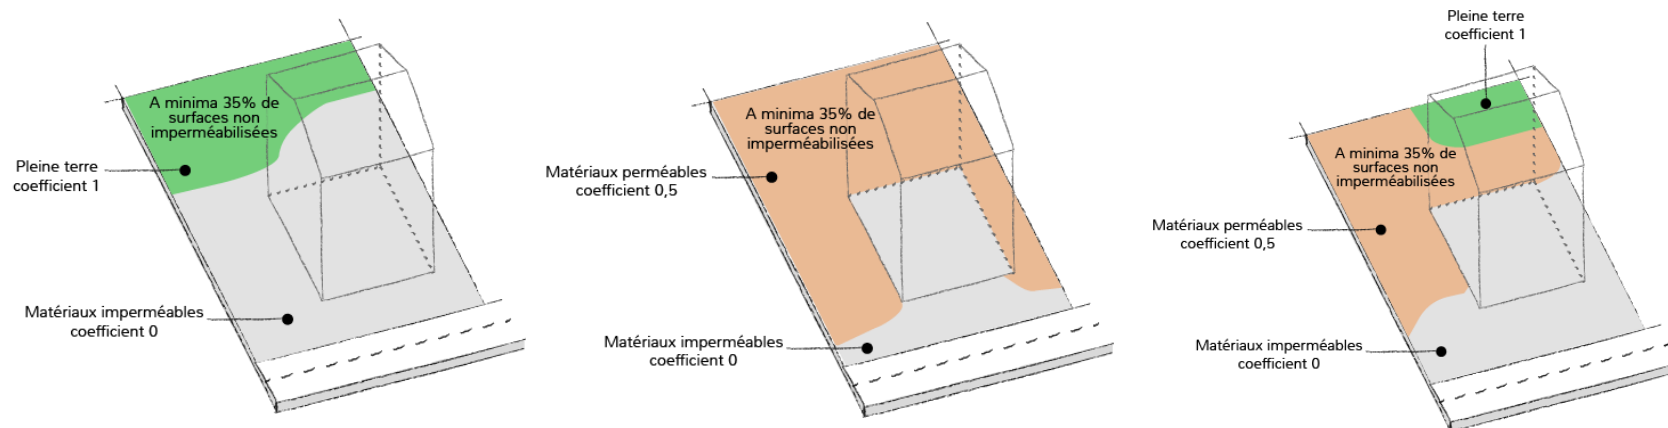 A minima 35% de
surfaces non
imperméabilisées
Pleine terre
coefficient 1
Matériaux imperméables
coefficient 0
A minima 35% de
surfaces non
imperméabilisées
Matériaux perméables
coefficient 0,5
Matériaux imperméables
coefficient 0
Pleine terre
coefficient 1
A minima 35% de
surfaces non
imperméabilisées
Matériaux perméables
coefficient 0,5
Matériaux imperméables
coefficient 0